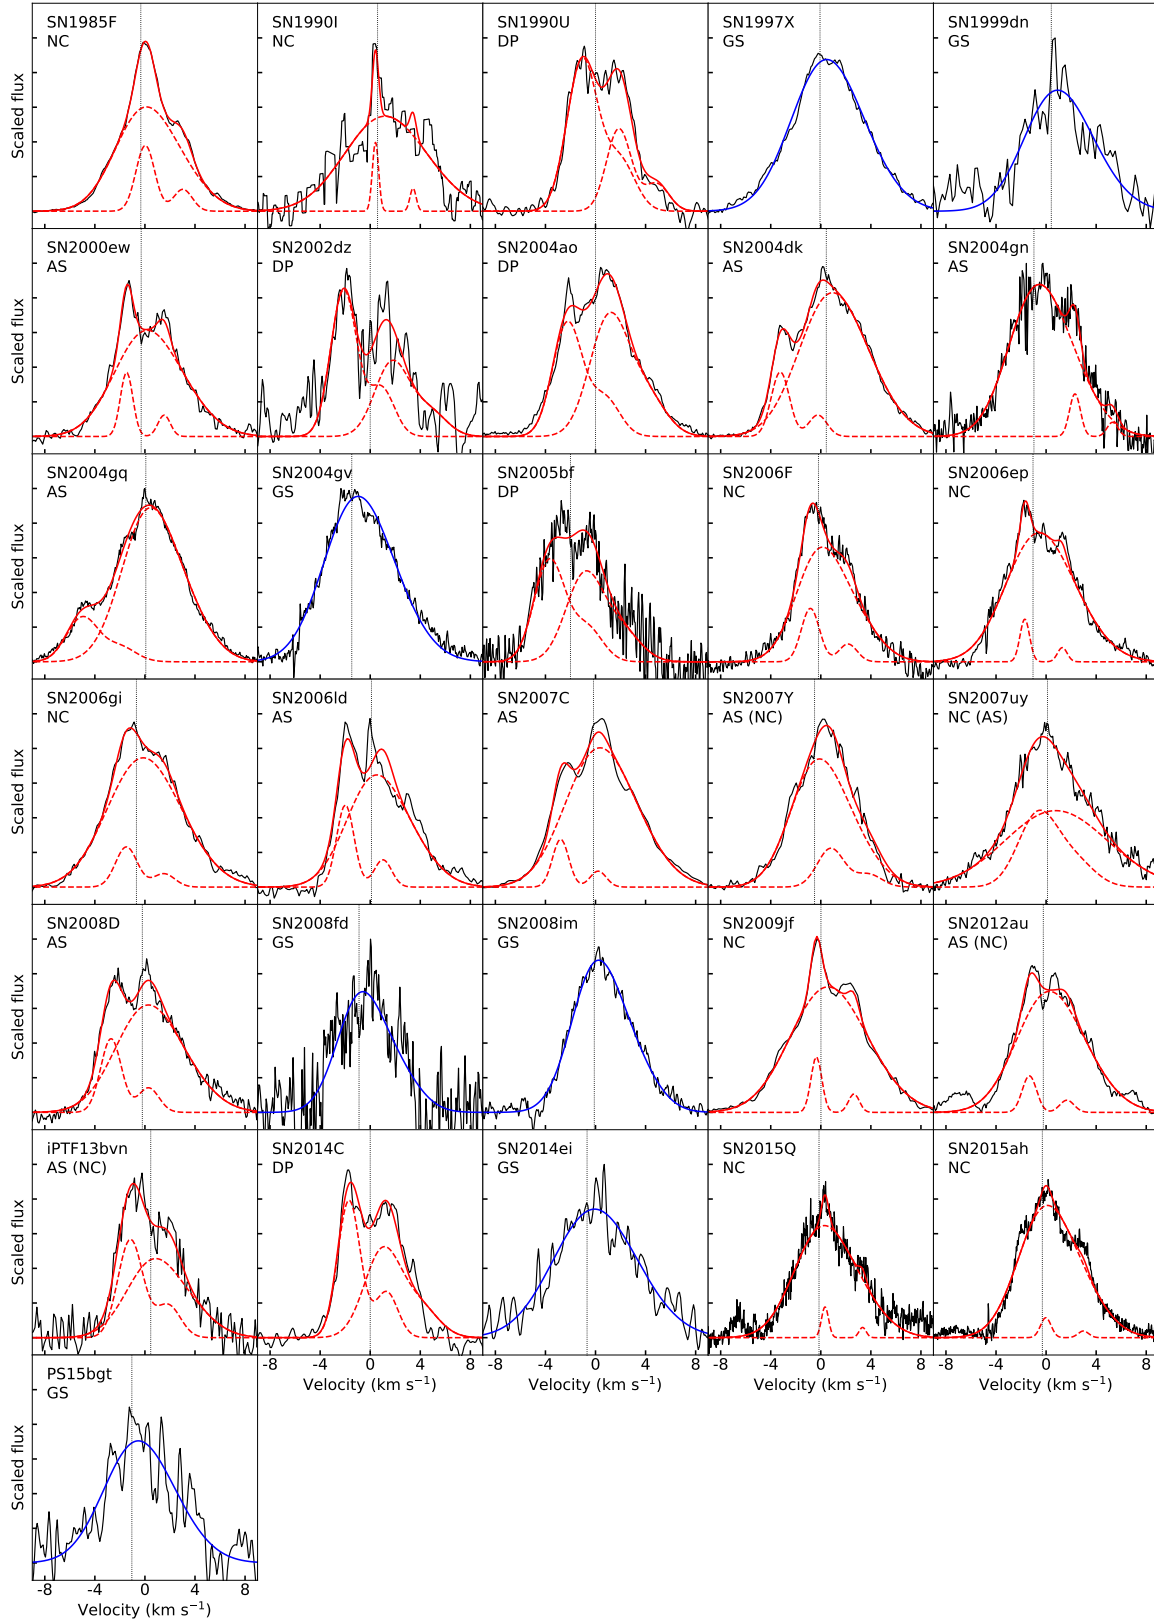 SN1985F
NC
SN1990I
NC
SN1990U
DP
SN1997X
GS
SN1999dn
GS
Scaled flux
SN2000ew
AS
SN2002dz
DP
SN2004ao
DP
SN2004dk
AS
SN2004gn
AS
Scaled flux
SN2004gq
AS
SN2004gv
GS
SN2005bf
DP
SN2006F
NC
SN2006ep
NC
Scaled flux
SN2006gi
NC
SN2006ld
AS
SN2007C
AS
SN2007Y
AS (NC)
SN2007uy
NC (AS)
Scaled flux
SN2008D
AS
SN2008fd
GS
SN2008im
GS
SN2009jf
NC
SN2012au
AS (NC)
Scaled flux
iPTF13bvn
AS (NC)
SN2014C
DP
SN2014ei
GS
SN2015Q
NC
SN2015ah
NC
Scaled flux
-8 -4 0 4 8
Velocity (km s⁻¹)
-8 -4 0 4 8
Velocity (km s⁻¹)
-8 -4 0 4 8
Velocity (km s⁻¹)
-8 -4 0 4 8
Velocity (km s⁻¹)
PS15bgt
GS
Scaled flux
-8 -4 0 4 8
Velocity (km s⁻¹)